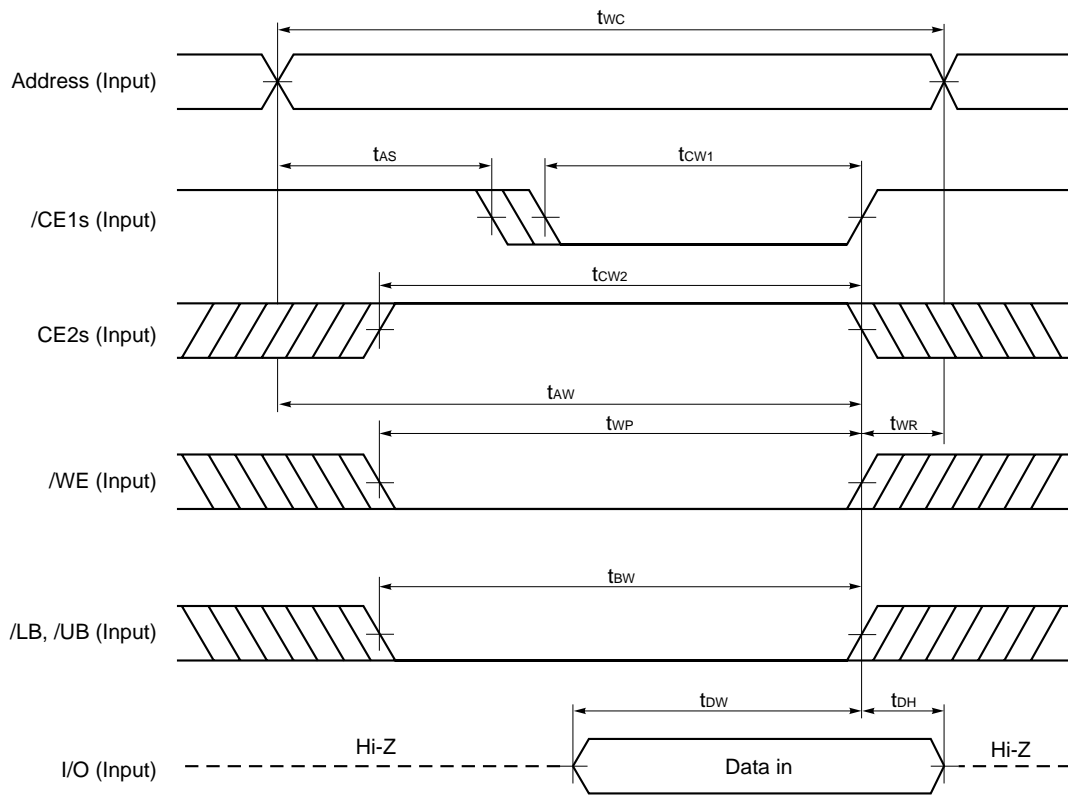 tWC
Address (Input)
tAS
tCW1
/CE1s (Input)
tCW2
CE2s (Input)
tAW
tWP
tWR
/WE (Input)
tBW
/LB, /UB (Input)
tDW
tDH
Hi-Z
Hi-Z
I/O (Input)
Data in